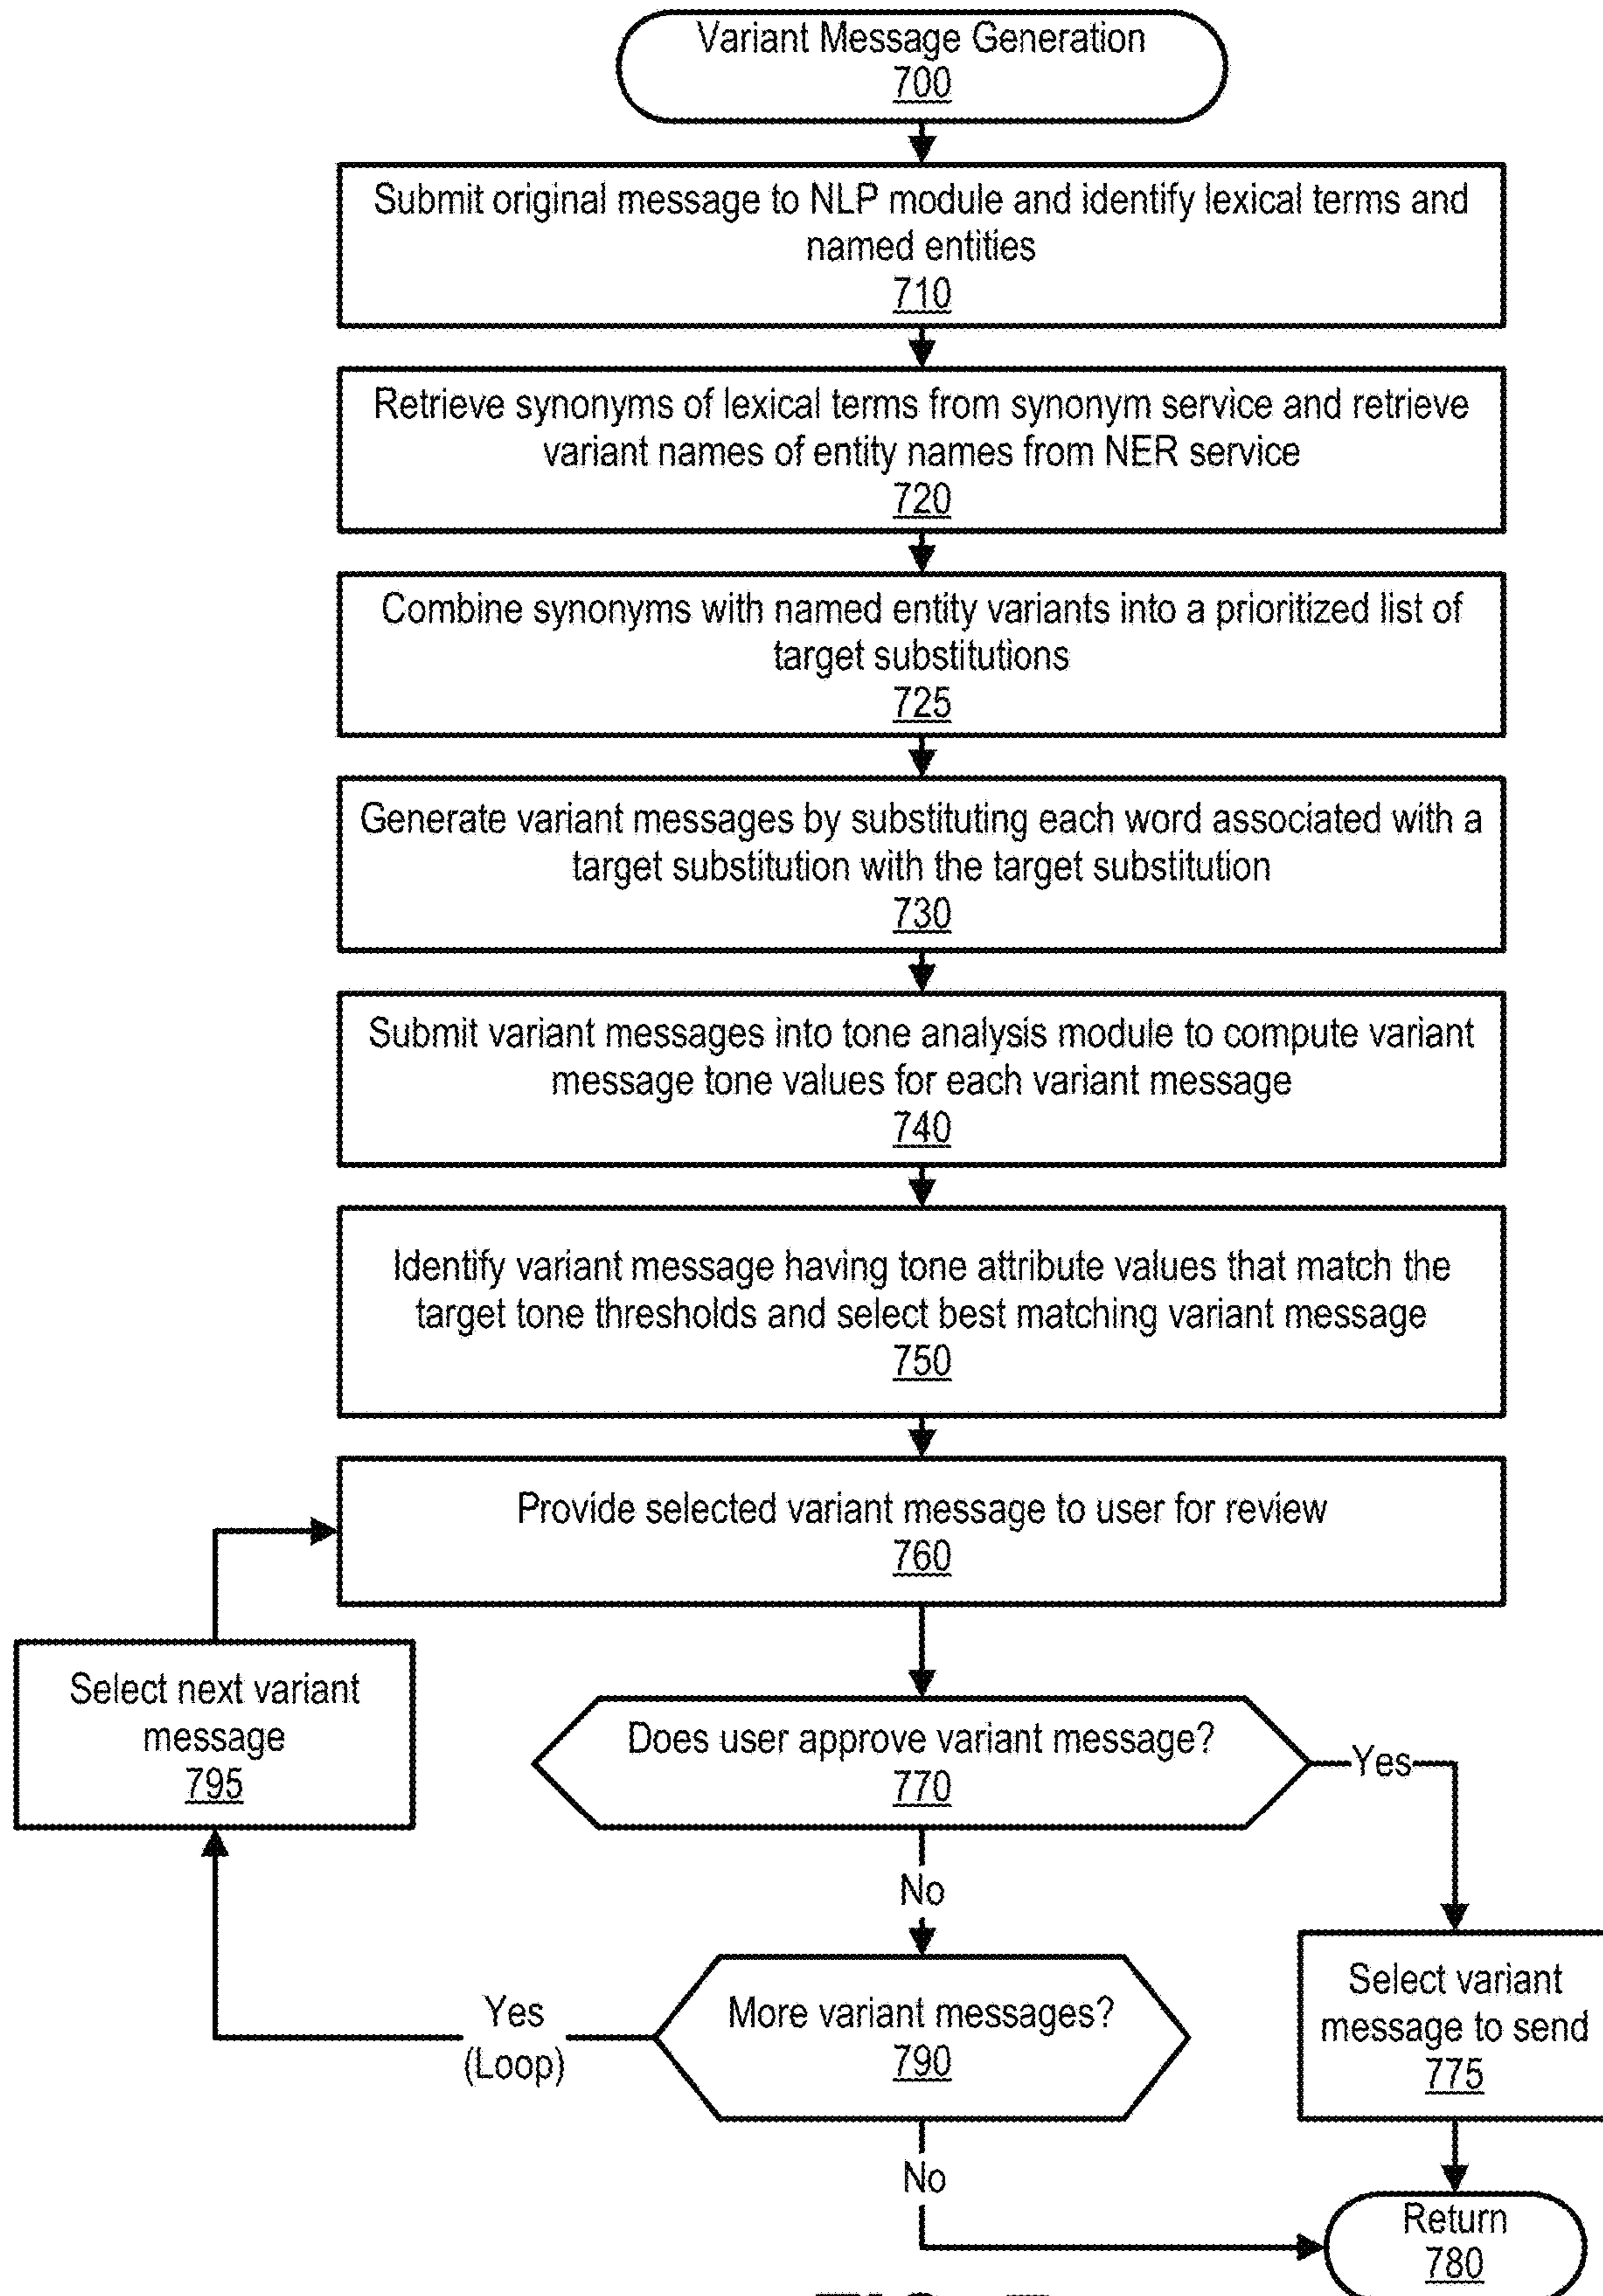 Variant Message Generation
700
Submit original message to NLP module and identify lexical terms and
named entities
710
Retrieve synonyms of lexical terms from synonym service and retrieve
variant names of entity names from NER service
720
Combine synonyms with named entity variants into a prioritized list of
target substitutions
725
Generate variant messages by substituting each word associated with a
target substitution with the target substitution
730
Submit variant messages into tone analysis module to compute variant
message tone values for each variant message
740
Identify variant message having tone attribute values that match the
target tone thresholds and select best matching variant message
750
Provide selected variant message to user for review
760
Select next variant
message
795
Does user approve variant message?
770
Yes
No
More variant messages?
790
Yes
(Loop)
Select variant
message to send
775
No
Return
780